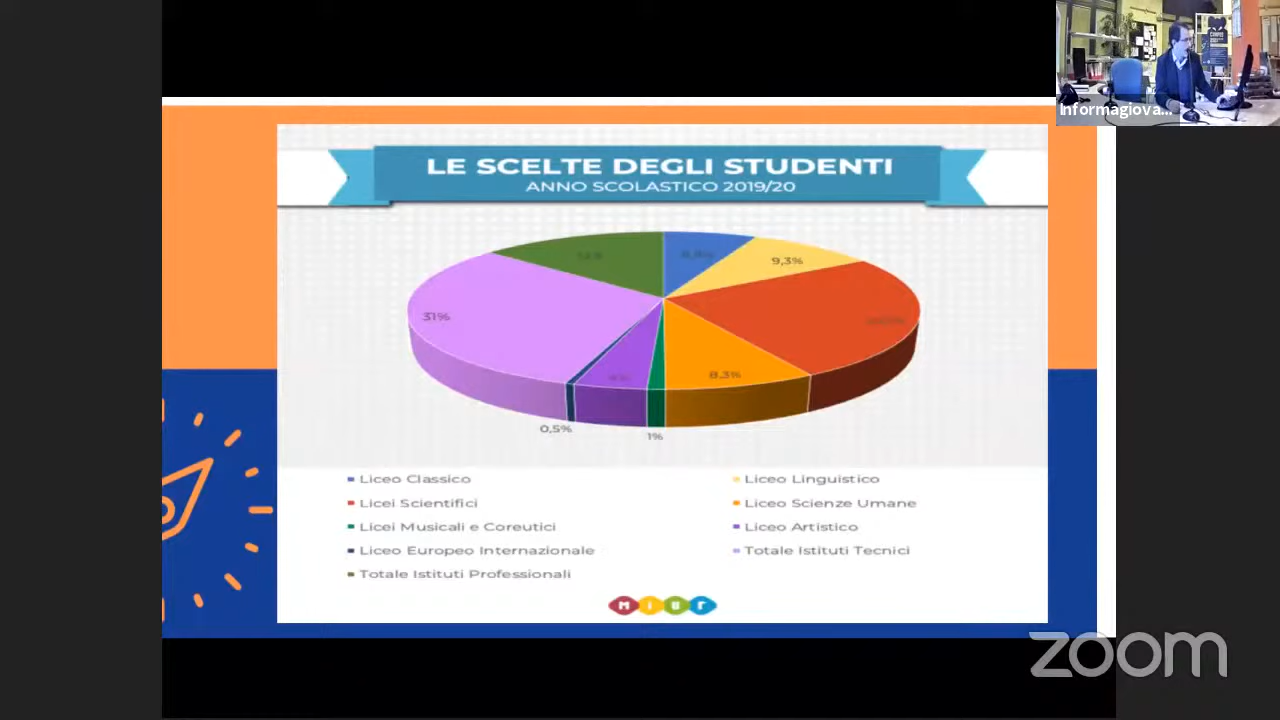 Informagiova...
LE SCELTE DEGLI STUDENTI
ANNO SCOLASTICO 2019/20
9,3%
31%
8,3%
0,5%
1%
Liceo Classico
Liceo Linguistico
Licei Scientifici
Liceo Scienze Umane
Licei Musicali e Coreutici
Liceo Artistico
Liceo Europeo Internazionale
Totale Istituti Tecnici
Totale Istituti Professionali
MIUR
zoom